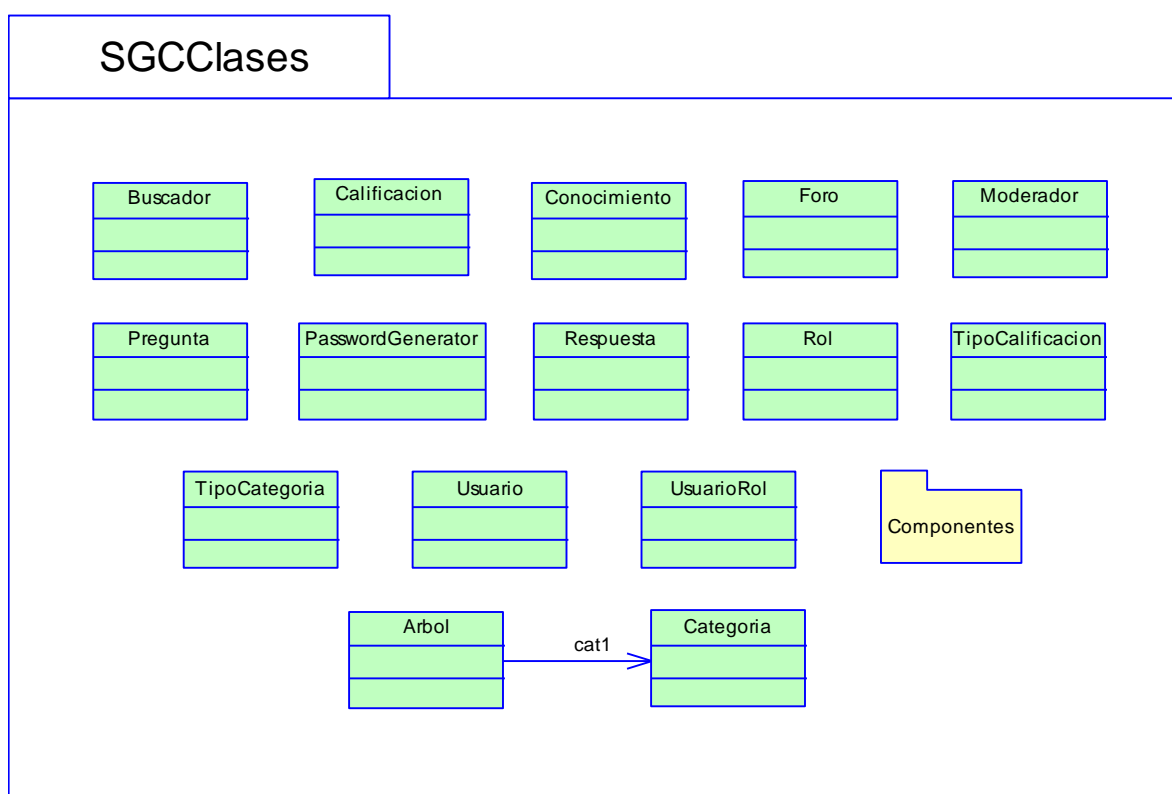 SGCClases
Buscador
Calificacion
Conocimiento
Foro
Moderador
Pregunta
PasswordGenerator
Respuesta
Rol
TipoCalificacion
TipoCategoria
Usuario
UsuarioRol
Componentes
Arbol
cat1
Categoria